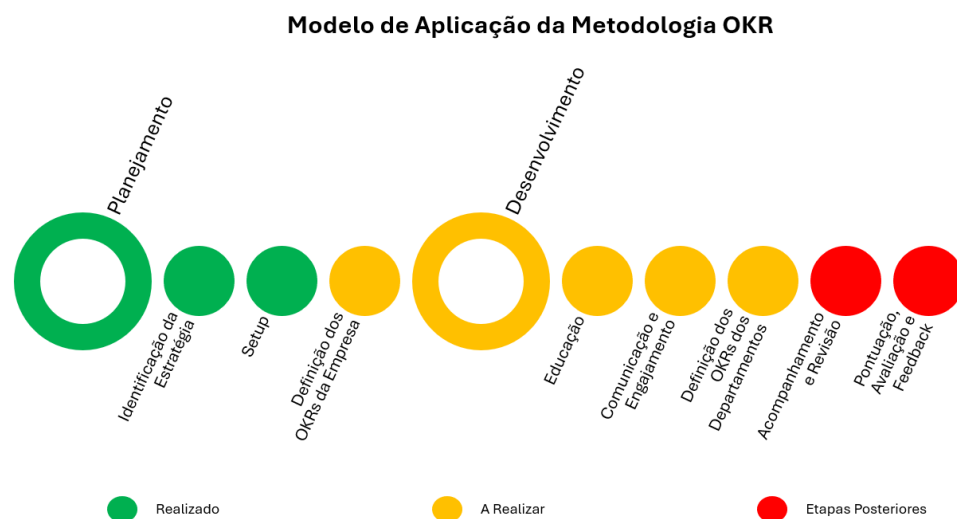 Modelo de Aplicação da Metodologia OKR
Planejamento
Identificação da
Estratégia
Setup
Definição dos
OKRs da Empresa
Desenvolvimento
Educação
Comunicação e
Engajamento
Definição dos
OKRs dos
Departamentos
Acompanhamento
e Revisão
Pontuação,
Avaliação e
Feedback
Realizado
A Realizar
Etapas Posteriores